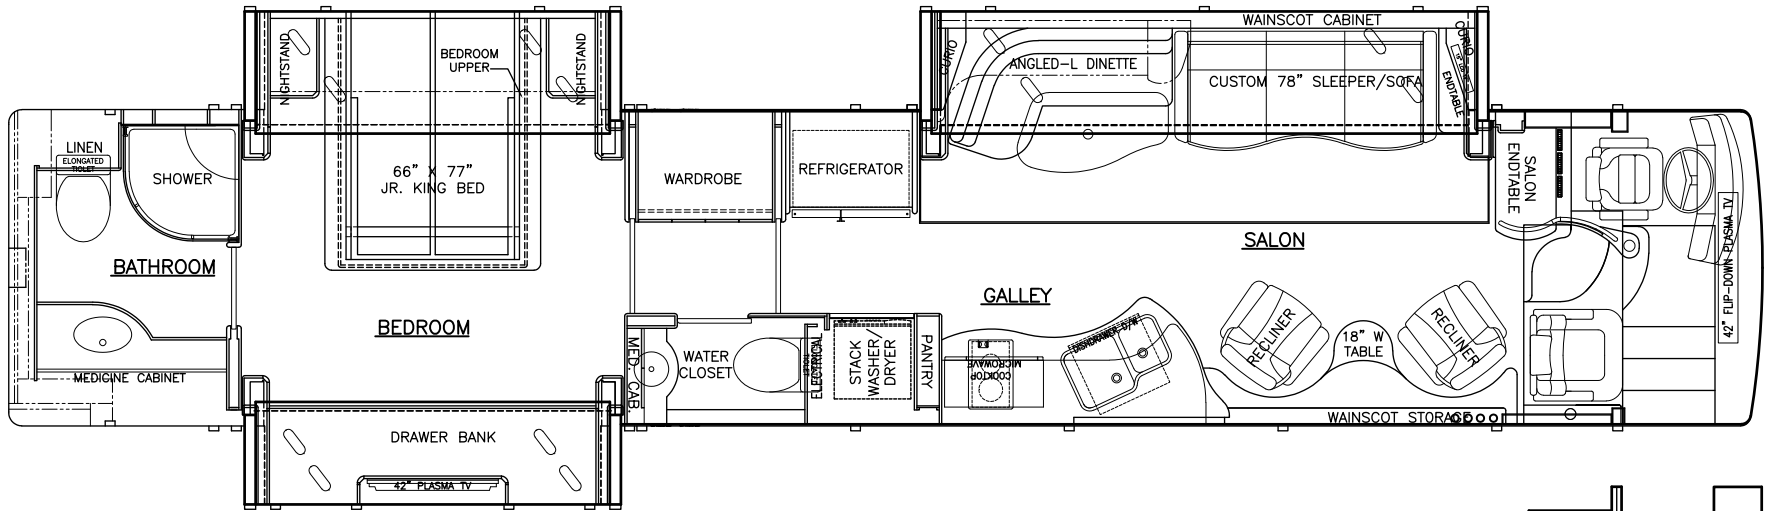 WAINSCOT CABINET
NIGHTSTAND
BEDROOM
UPPER
NIGHTSTAND
CURIO
ANGLED-L DINETTE
CUSTOM 78" SLEEPER/SOFA
CURIO
ENDTABLE
LINEN
ELONGATED
TIOLET
SHOWER
66" X 77"
JR. KING BED
WARDROBE
REFRIGERATOR
SALON
ENDTABLE
42" FLIP-DOWN PLASMA TV
BATHROOM
SALON
GALLEY
BEDROOM
MEDICINE CABINET
MED. CAB.
WATER
CLOSET
ELECTRICAL
STACK
WASHER/
DRYER
PANTRY
COOKTOP
MICROWAVE
DISHDRAWER D/W
RECLINER
18" W
TABLE
RECLINER
WAINSCOT STORAGE
DRAWER BANK
42" PLASMA TV